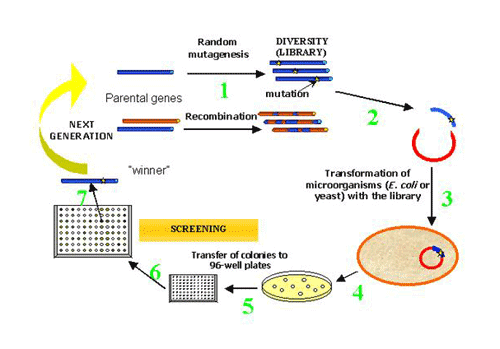 Random
mutagenesis
DIVERSITY
(LIBRARY)
1
mutation
2
Parental genes
Recombination
NEXT
GENERATION
"winner"
Transformation of
microorganisms (E. coli or
yeast) with the library
3
7
SCREENING
Transfer of colonies to
96-well plates
6
5
4